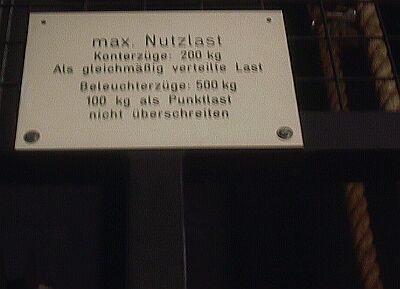 max. Nutzlast
Konterzüge: 200 kg
Als gleichmäßig verteilte Last
Beleuchterzüge: 500 kg
100 kg als Punktlast
nicht überschreiten